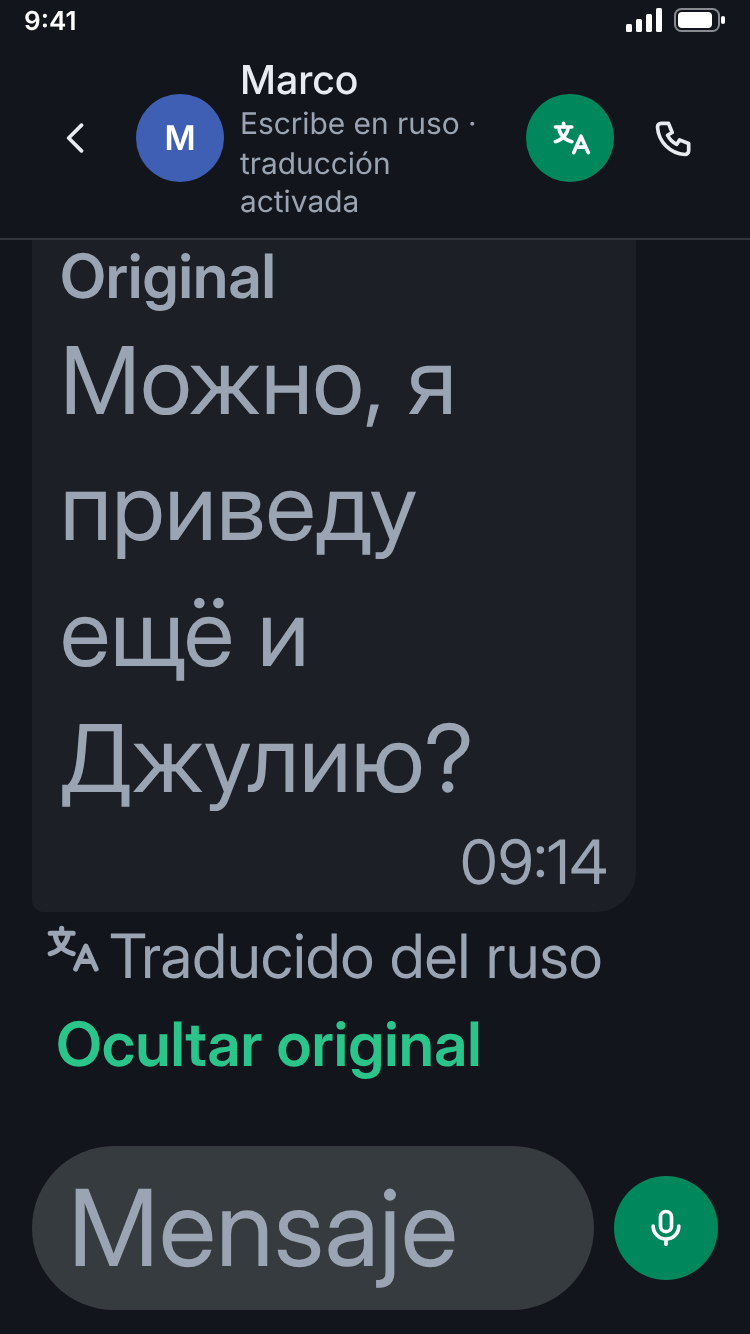 9:41
Marco
M
Escribe en ruso ·
traducción
activada
Original
Можно, я
приведу
ещё и
Джулию?
09:14
Traducido del ruso
Ocultar original
Mensaje